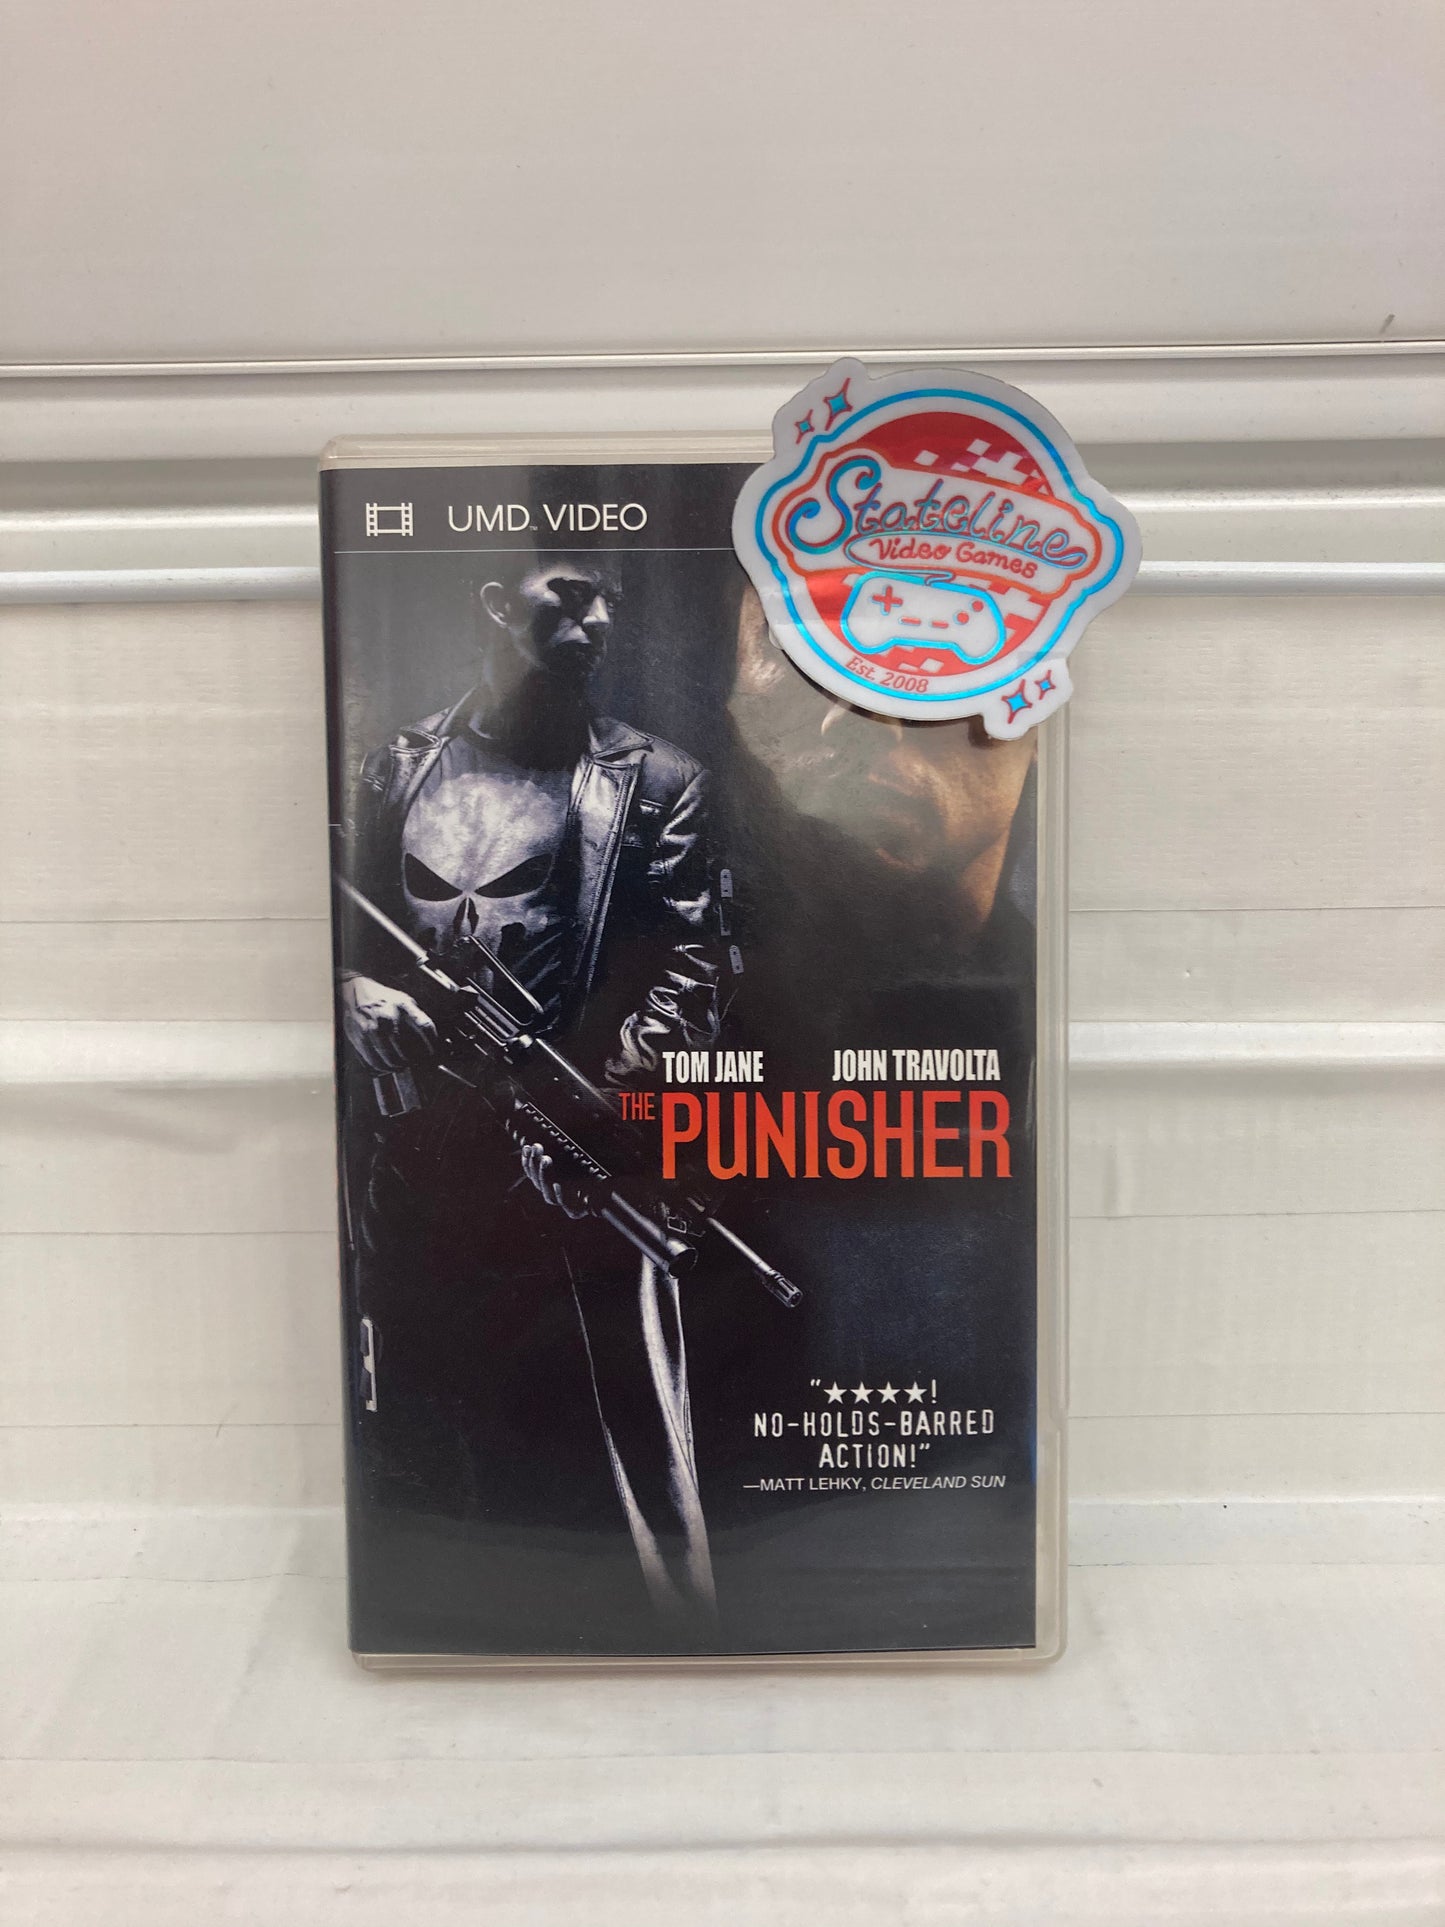 UMD™ VIDEO
Stateline
Video Games
Est. 2008
TOM JANE JOHN TRAVOLTA
THE PUNISHER
"★★★★!
NO-HOLDS-BARRED
ACTION!"
—MATT LEHKY, CLEVELAND SUN